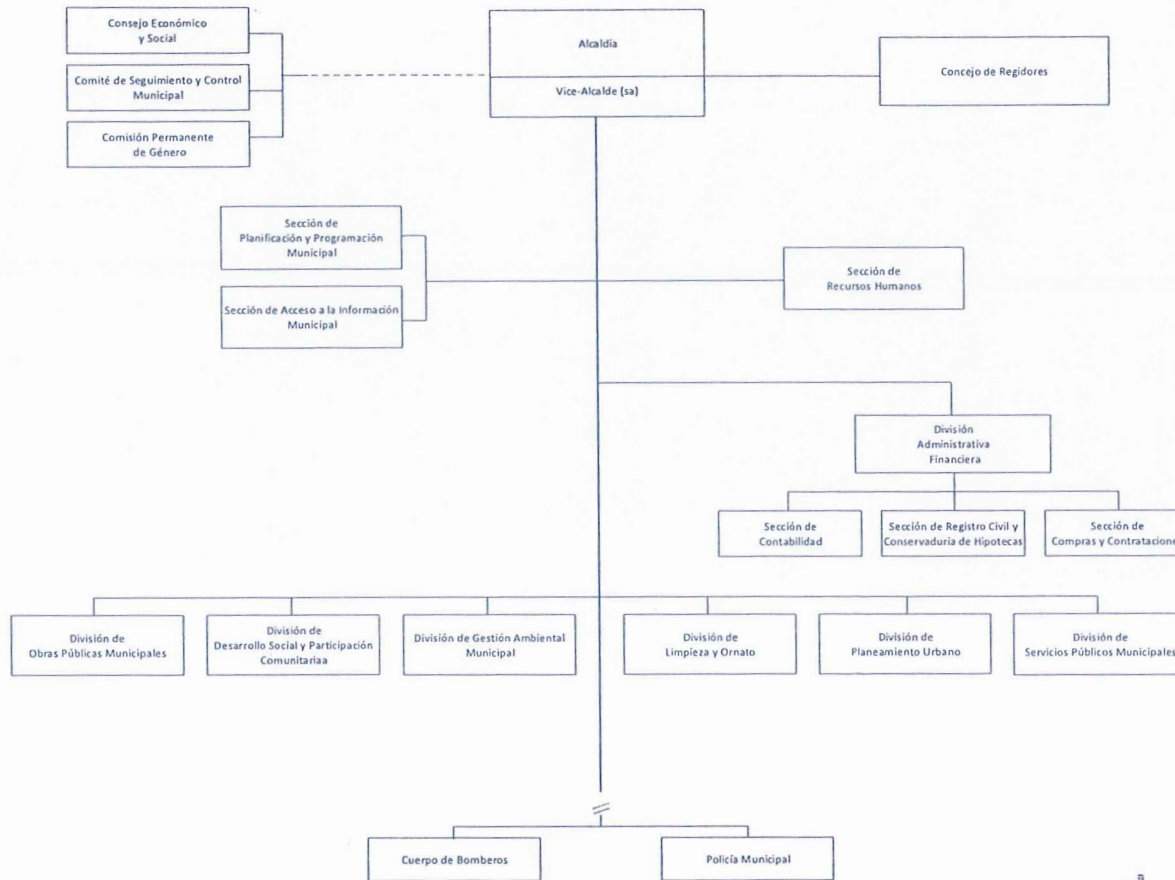 Consejo Económico
y Social
Comité de Seguimiento y Control
Municipal
Comisión Permanente
de Género
Alcaldía
Vice-Alcalde (sa)
Concejo de Regidores
Sección de
Planificación y Programación
Municipal
Sección de Acceso a la Información
Municipal
Sección de
Recursos Humanos
División
Administrativa
Financiera
Sección de
Contabilidad
Sección de Registro Civil y
Conservaduría de Hipotecas
Sección de
Compras y Contratacione
División de
Obras Públicas Municipales
División de
Desarrollo Social y Participación
Comunitariaa
División de Gestión Ambiental
Municipal
División de
Limpieza y Ornato
División de
Planeamiento Urbano
División de
Servicios Públicos Municipales
Cuerpo de Bomberos
Policía Municipal